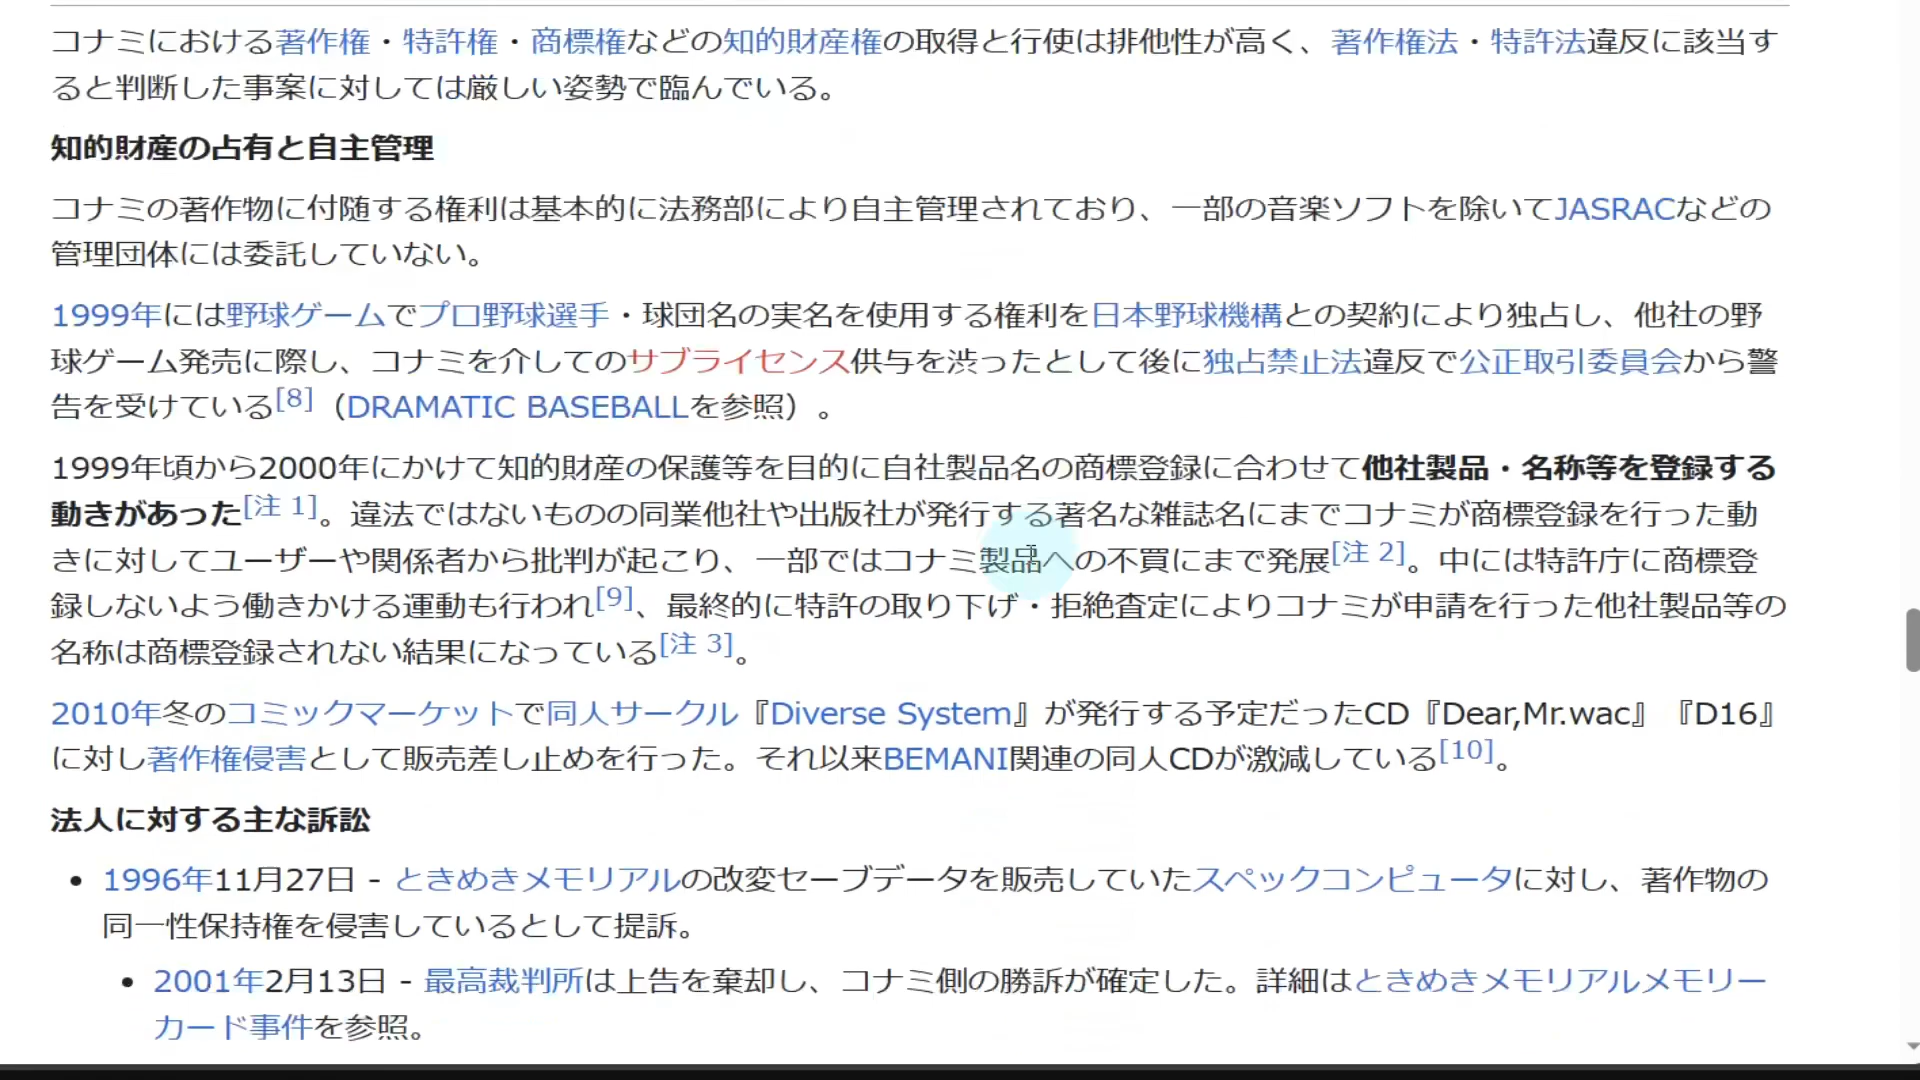 コナミにおける著作権・特許権・商標権などの知的財産権の取得と行使は排他性が高く、著作権法・特許法違反に該当す
ると判断した事案に対しては厳しい姿勢で臨んでいる。
知的財産の占有と自主管理
コナミの著作物に付随する権利は基本的に法務部により自主管理されており、一部の音楽ソフトを除いてJASRACなどの
管理団体には委託していない。
1999年には野球ゲームでプロ野球選手・球団名の実名を使用する権利を日本野球機構との契約により独占し、他社の野
球ゲーム発売に際し、コナミを介してのサブライセンス供与を渋ったとして後に独占禁止法違反で公正取引委員会から警
告を受けている[8]（DRAMATIC BASEBALLを参照）。
1999年頃から2000年にかけて知的財産の保護等を目的に自社製品名の商標登録に合わせて他社製品・名称等を登録する
動きがあった[注 1]。違法ではないものの同業他社や出版社が発行する著名な雑誌名にまでコナミが商標登録を行った動
きに対してユーザーや関係者から批判が起こり、一部ではコナミ製品への不買にまで発展[注 2]。中には特許庁に商標登
録しないよう働きかける運動も行われ[9]、最終的に特許の取り下げ・拒絶査定によりコナミが申請を行った他社製品等の
名称は商標登録されない結果になっている[注 3]。
2010年冬のコミックマーケットで同人サークル『Diverse System』が発行する予定だったCD『Dear,Mr.wac』『D16』
に対し著作権侵害として販売差し止めを行った。それ以来BEMANI関連の同人CDが激減している[10]。
法人に対する主な訴訟
• 1996年11月27日 - ときめきメモリアルの改変セーブデータを販売していたスペックコンピュータに対し、著作物の
同一性保持権を侵害しているとして提訴。
• 2001年2月13日 - 最高裁判所は上告を棄却し、コナミ側の勝訴が確定した。詳細はときめきメモリアルメモリー
カード事件を参照。